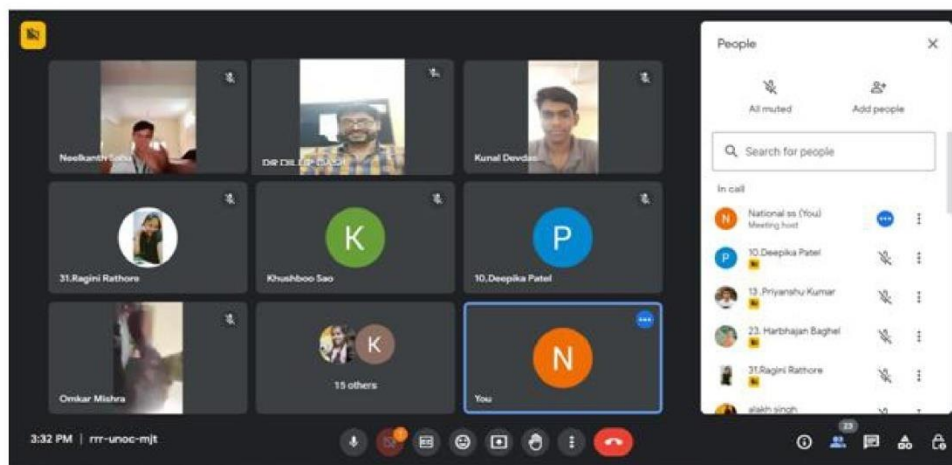 Neelkanth Sahu
DR DILLIP DASH
Kunal Devdas
31.Ragini Rathore
K
Khushboo Sao
P
10.Deepika Patel
Omkar Mishra
K
15 others
N
You
People
All muted
Add people
Search for people
In call
N
National ss (You)
Meeting host
P
10.Deepika Patel
13 .Priyanshu Kumar
23. Harbhajan Baghel
31.Ragini Rathore
alakh singh
3:32 PM | rrr-unoc-mjt
23